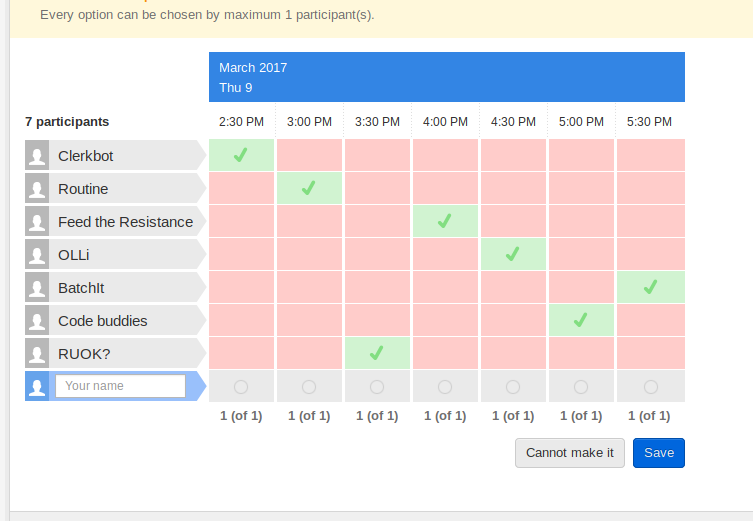 Every option can be chosen by maximum 1 participant(s).
March 2017
Thu 9
7 participants 2:30 PM 3:00 PM 3:30 PM 4:00 PM 4:30 PM 5:00 PM 5:30 PM
Clerkbot
Routine
Feed the Resistance
OLLi
BatchIt
Code buddies
RUOK?
Your name
1 (of 1) 1 (of 1) 1 (of 1) 1 (of 1) 1 (of 1) 1 (of 1) 1 (of 1)
Cannot make it Save